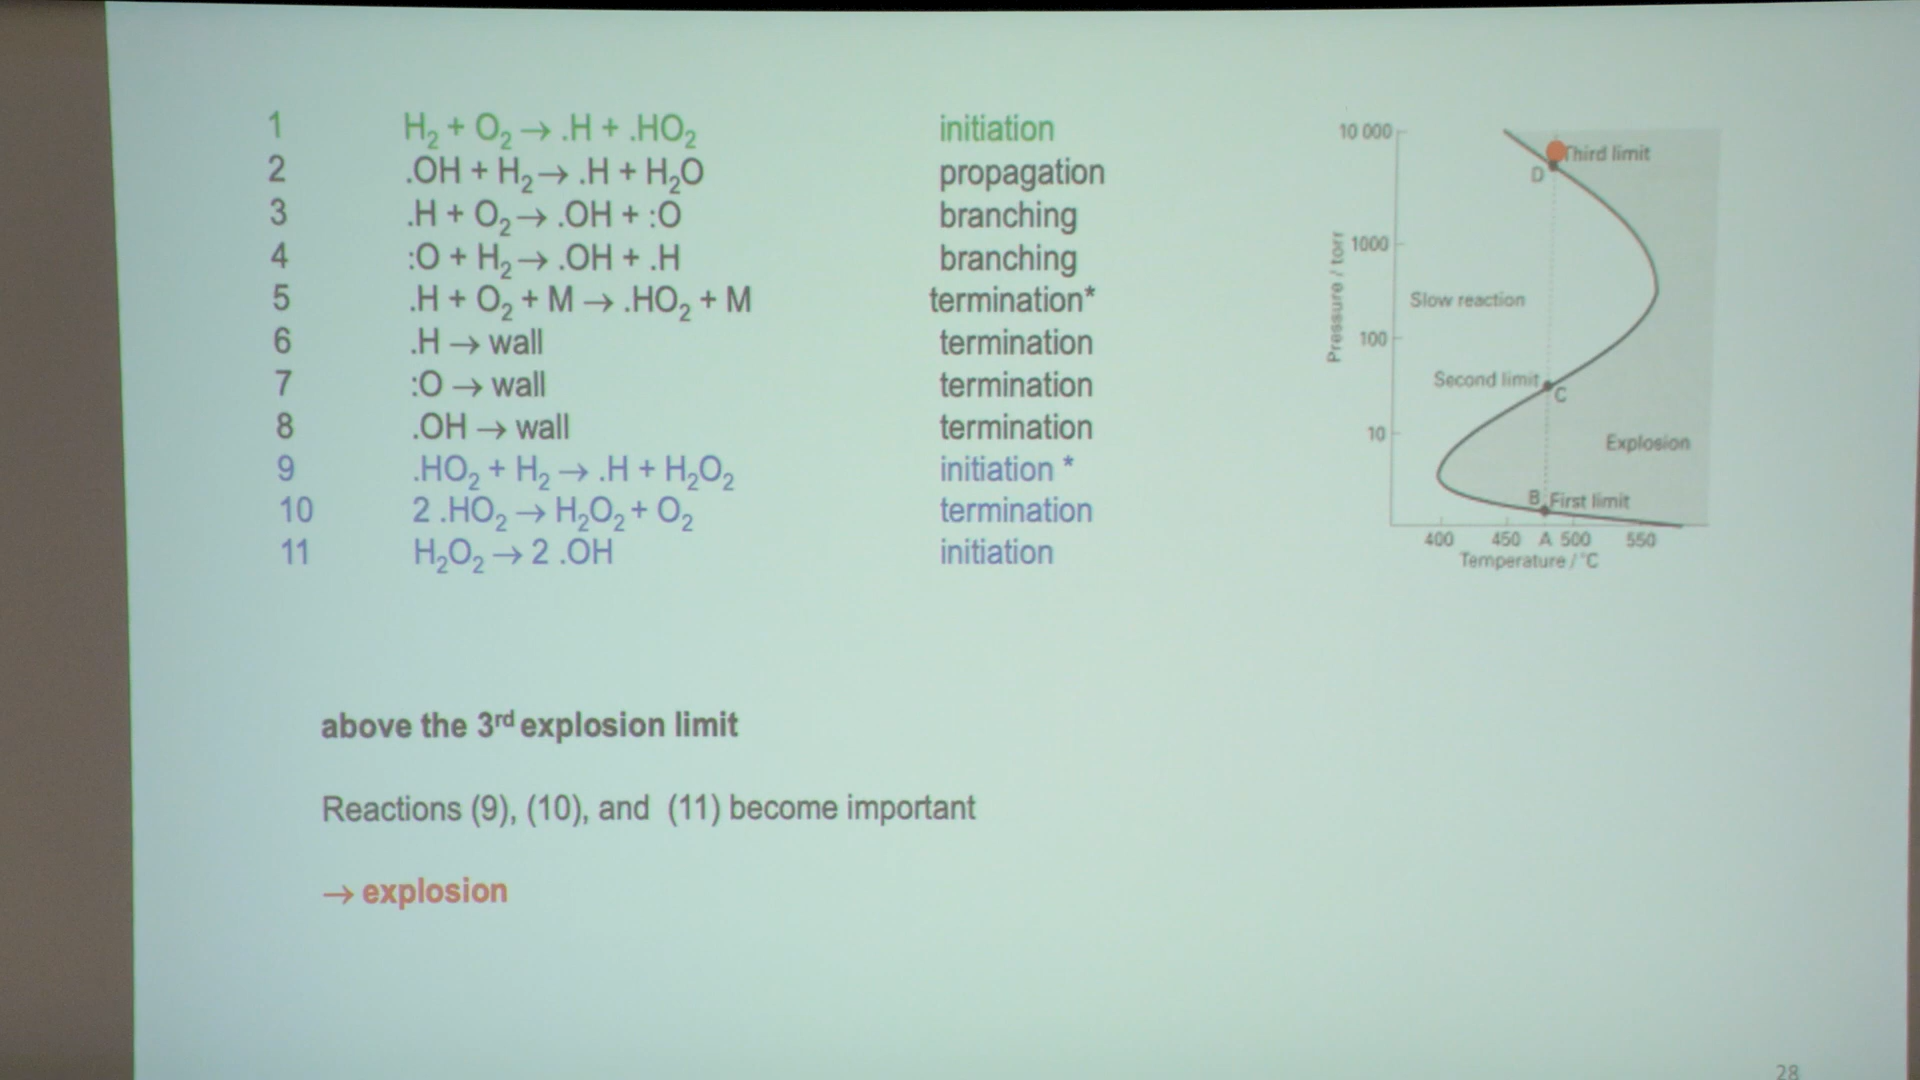 1 H₂ + O₂ → .H + .HO₂ initiation
2 .OH + H₂ → .H + H₂O propagation
3 .H + O₂ → .OH + :O branching
4 :O + H₂ → .OH + .H branching
5 .H + O₂ + M → .HO₂ + M termination*
6 .H → wall termination
7 :O → wall termination
8 .OH → wall termination
9 .HO₂ + H₂ → .H + H₂O₂ initiation *
10 2 .HO₂ → H₂O₂ + O₂ termination
11 H₂O₂ → 2 .OH initiation
10 000
Third limit
D
1000
Pressure / torr
Slow reaction
100
Second limit
C
10
Explosion
B First limit
400 450 A 500 550
Temperature / °C
above the 3rd explosion limit
Reactions (9), (10), and (11) become important
→ explosion
28